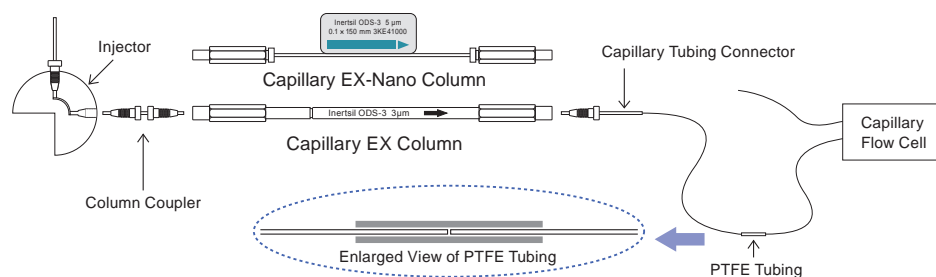 Inertsil ODS-3 5 µm
0.1 x 150 mm 3KE41000
Injector
Capillary Tubing Connector
Capillary EX-Nano Column
Inertsil ODS-3 3µm
Capillary
Flow Cell
Capillary EX Column
Column Coupler
Enlarged View of PTFE Tubing
PTFE Tubing